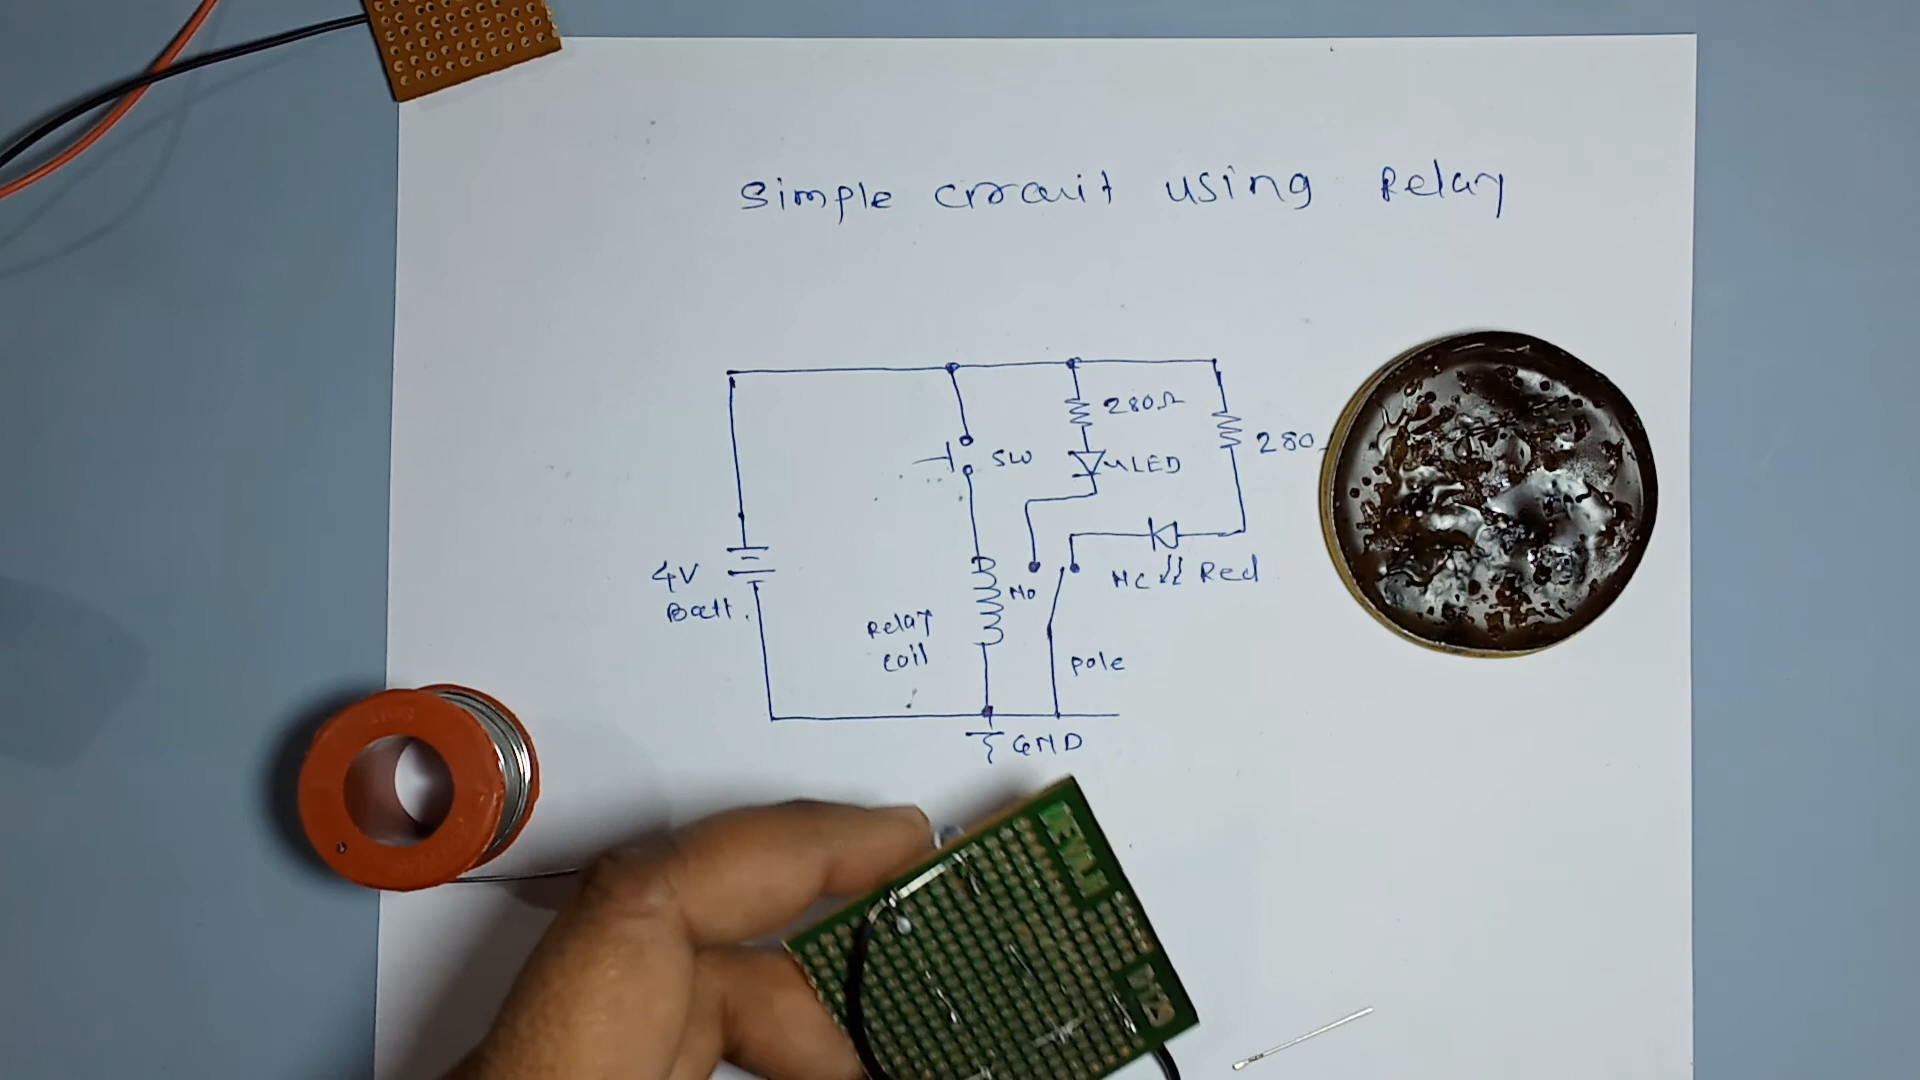 Simple circuit using Relay
280Ω
280
SW
LED
4V
Batt.
NO
NC
Red
Relay
coil
pole
GND